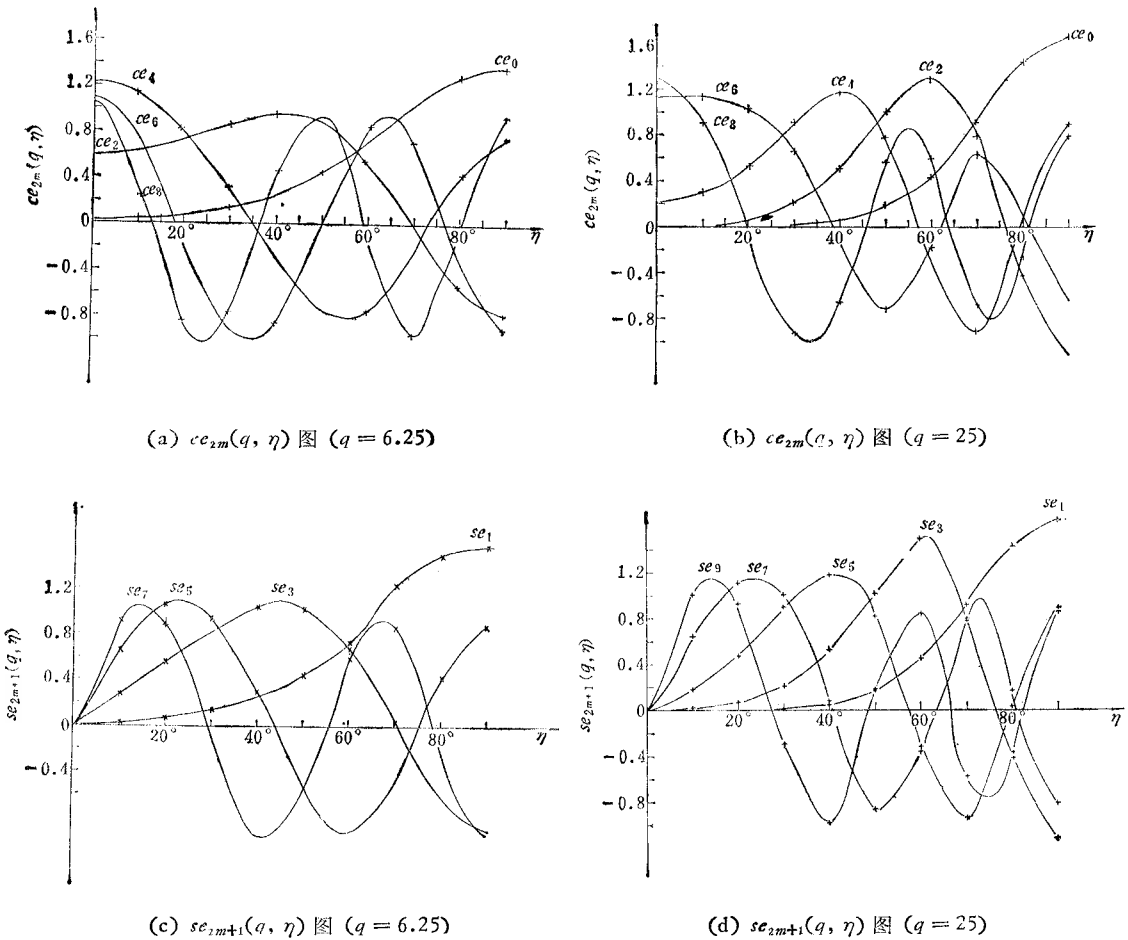 1.6
1.2
0.8
0.4
0
-0.4
-0.8
ce₂ₘ(q, η)
ce₄
ce₆
ce₂
ce₈
ce₀
20°
40°
60°
80°
η
(a) ce₂ₘ(q, η) 图 (q = 6.25)
1.6
1.2
0.8
0.4
0
-0.4
-0.8
ce₂ₘ(q, η)
ce₆
ce₈
ce₄
ce₂
ce₀
20°
40°
60°
80°
η
(b) ce₂ₘ(q, η) 图 (q = 25)
1.2
0.8
0.4
0
-0.4
se₂ₘ₊₁(q, η)
se₇
se₅
se₃
se₁
20°
40°
60°
80°
η
(c) se₂ₘ₊₁(q, η) 图 (q = 6.25)
1.2
0.8
0.4
0
-0.4
-0.8
se₂ₘ₊₁(q, η)
se₉
se₇
se₅
se₃
se₁
20°
40°
60°
80°
η
(d) se₂ₘ₊₁(q, η) 图 (q = 25)